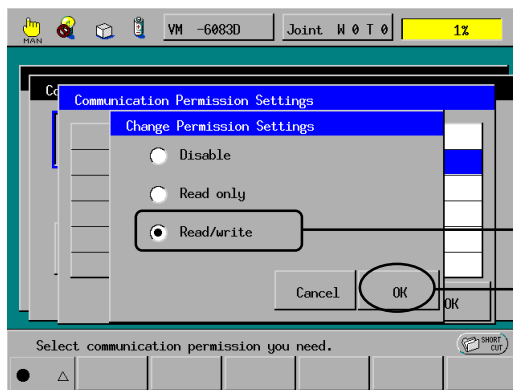 MAN
VM -6083D
Joint W 0 T 0
1%
Co
Communication Permission Settings
Change Permission Settings
Disable
Read only
Read/write
Cancel
OK
OK
Select communication permission you need.
SHORT
CUT